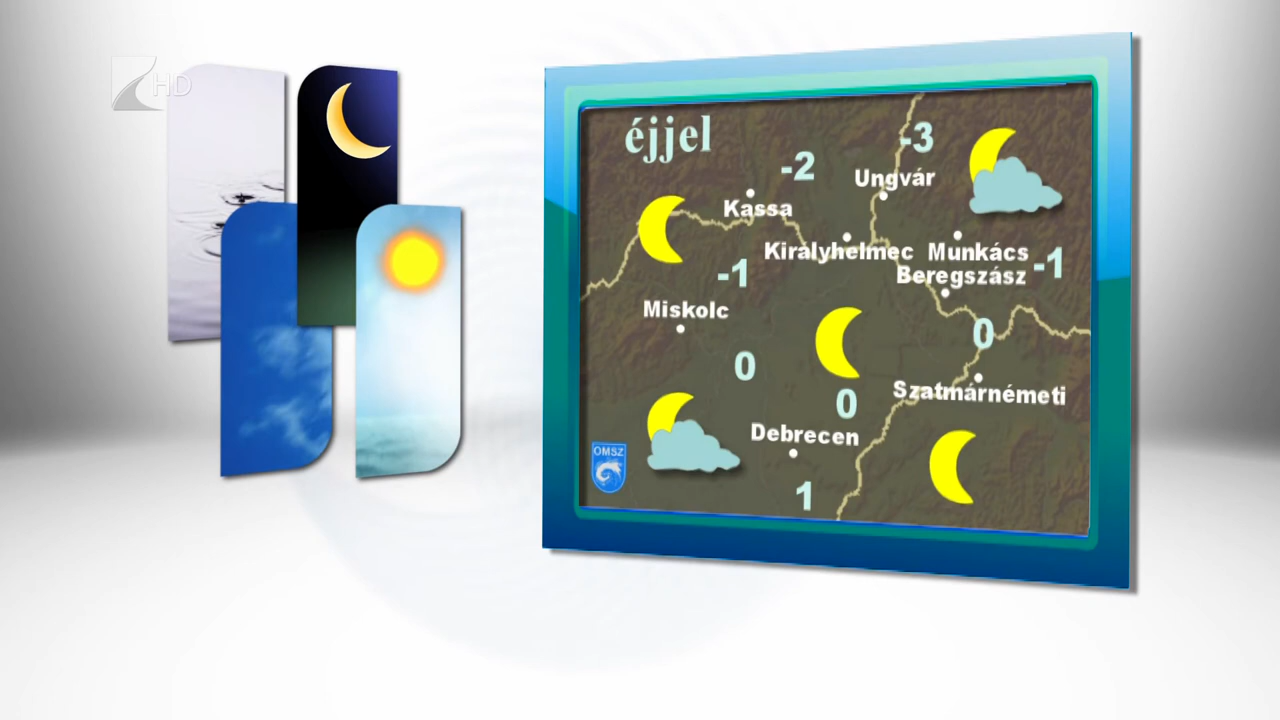 HD
éjjel
-3
-2
Ungvár
Kassa
Királyhelmec
Munkács
-1
Beregszász
-1
Miskolc
0
0
Szatmárnémeti
0
Debrecen
OMSZ
1